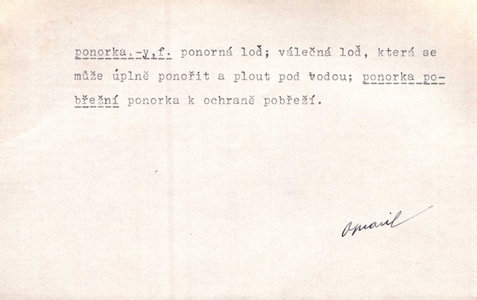 ponorka,-y,f. ponorná loď; válečná loď, která se
může úplně ponořit a plout pod vodou; ponorka po-
břežní ponorka k ochraně pobřeží.
Opravil